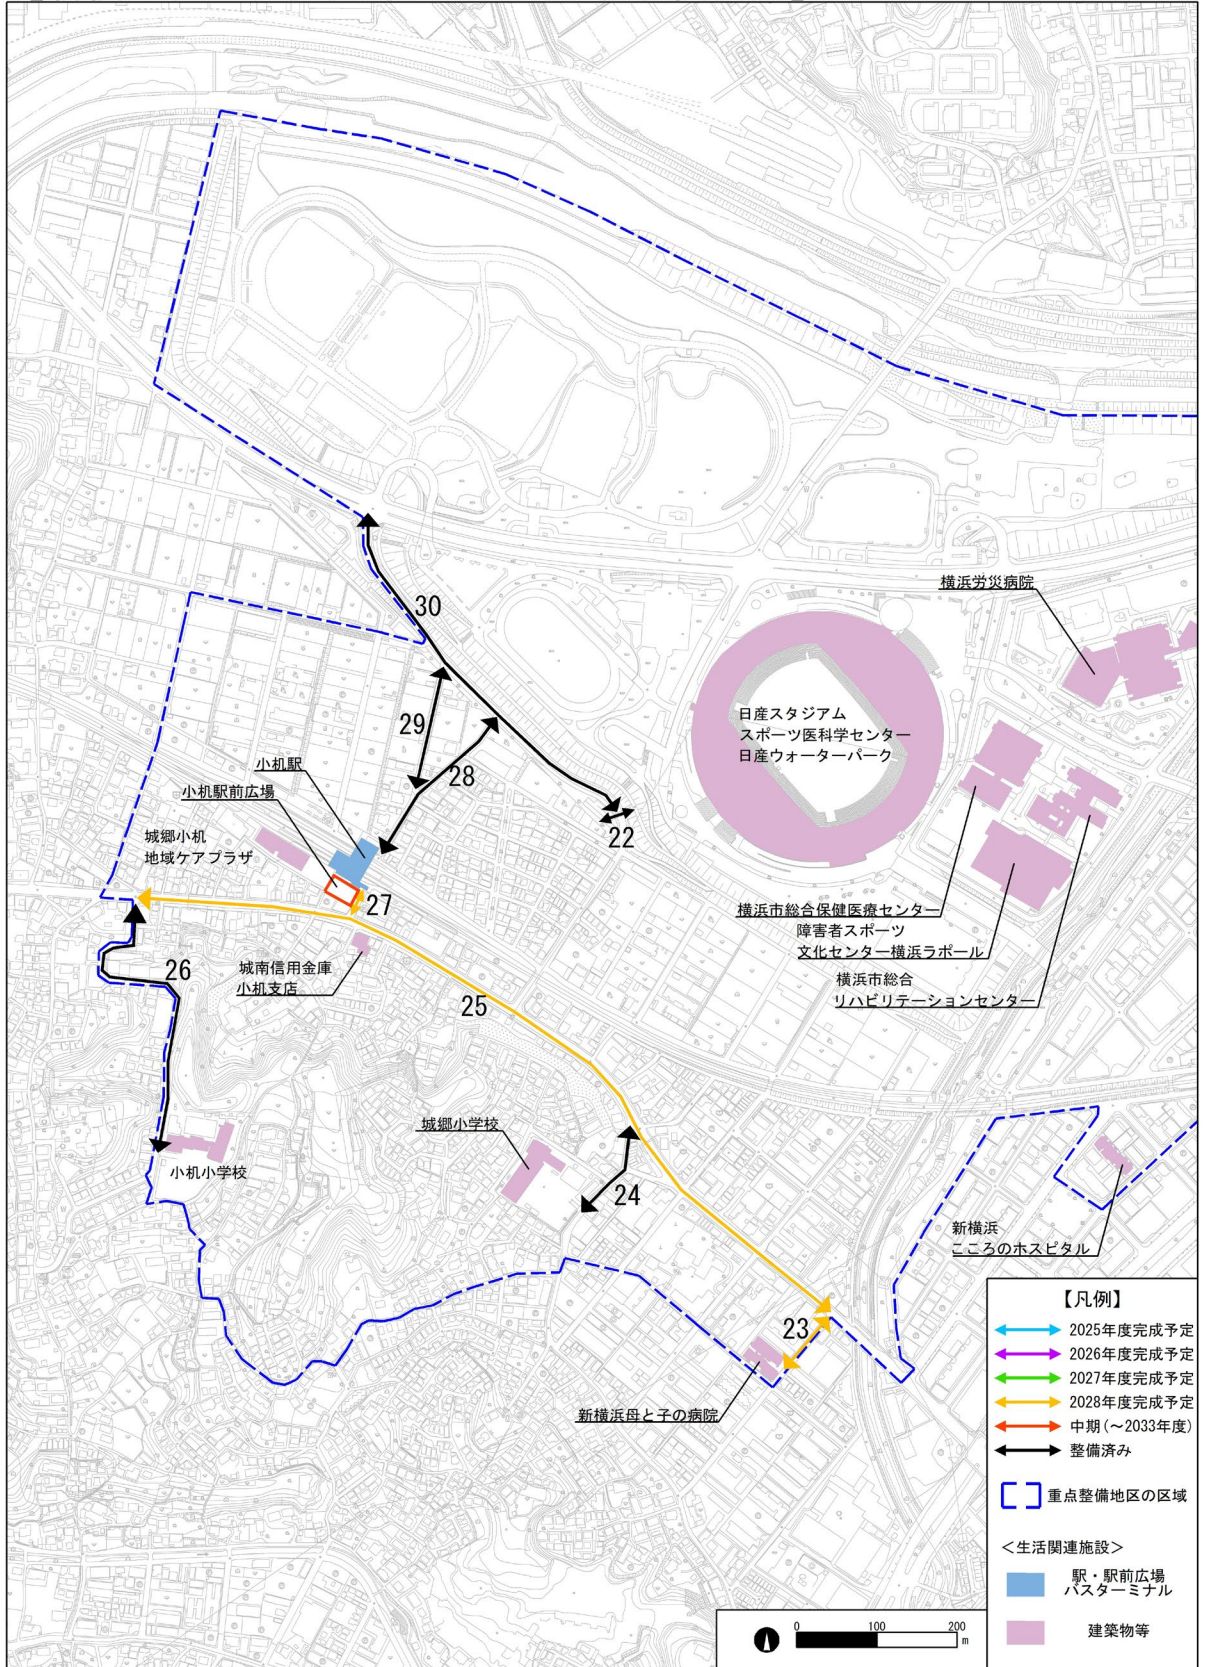 横浜労災病院
30
日産スタジアム
スポーツ医科学センター
日産ウォーターパーク
29
28
小机駅
小机駅前広場
城郷小机
地域ケアプラザ
22
27
横浜市総合保健医療センター
障害者スポーツ
文化センター横浜ラポール
横浜市総合
リハビリテーションセンター
26
城南信用金庫
小机支店
25
城郷小学校
小机小学校
24
新横浜
こころのホスピタル
23
新横浜母と子の病院
【凡例】
2025年度完成予定
2026年度完成予定
2027年度完成予定
2028年度完成予定
中期(～2033年度)
整備済み
重点整備地区の区域
＜生活関連施設＞
駅・駅前広場
バスターミナル
建築物等
0 100 200
m